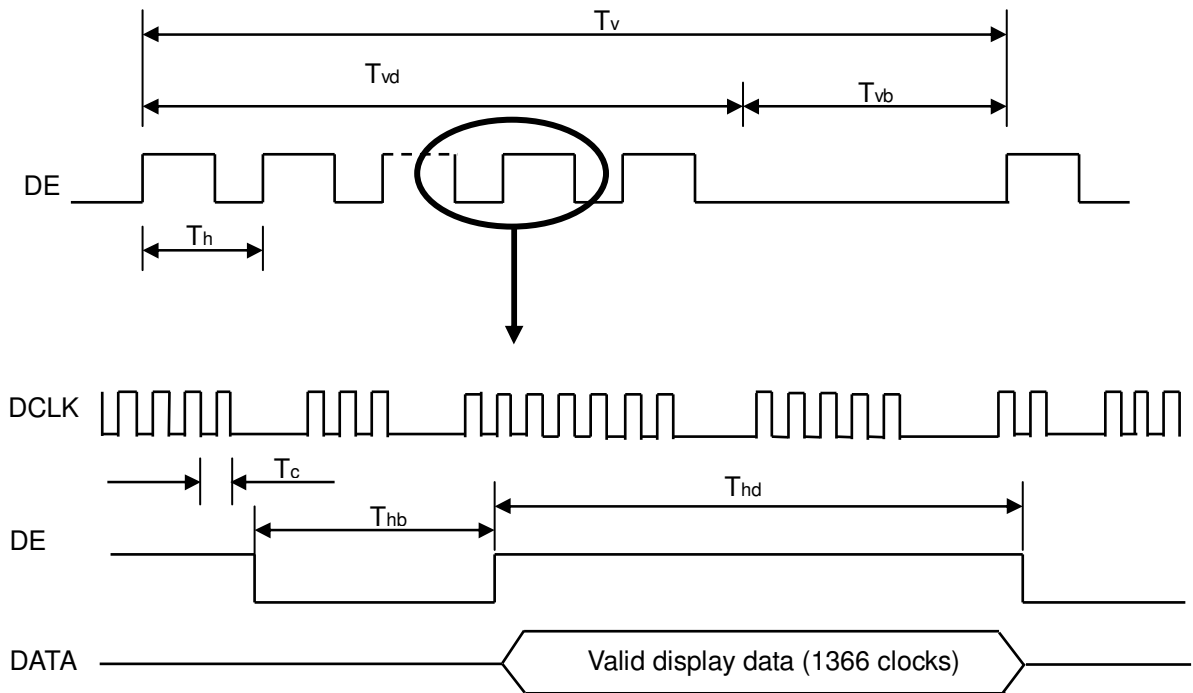 Tv
Tvd
Tvb
DE
Th
DCLK
Tc
Thd
Thb
DE
DATA
Valid display data (1366 clocks)